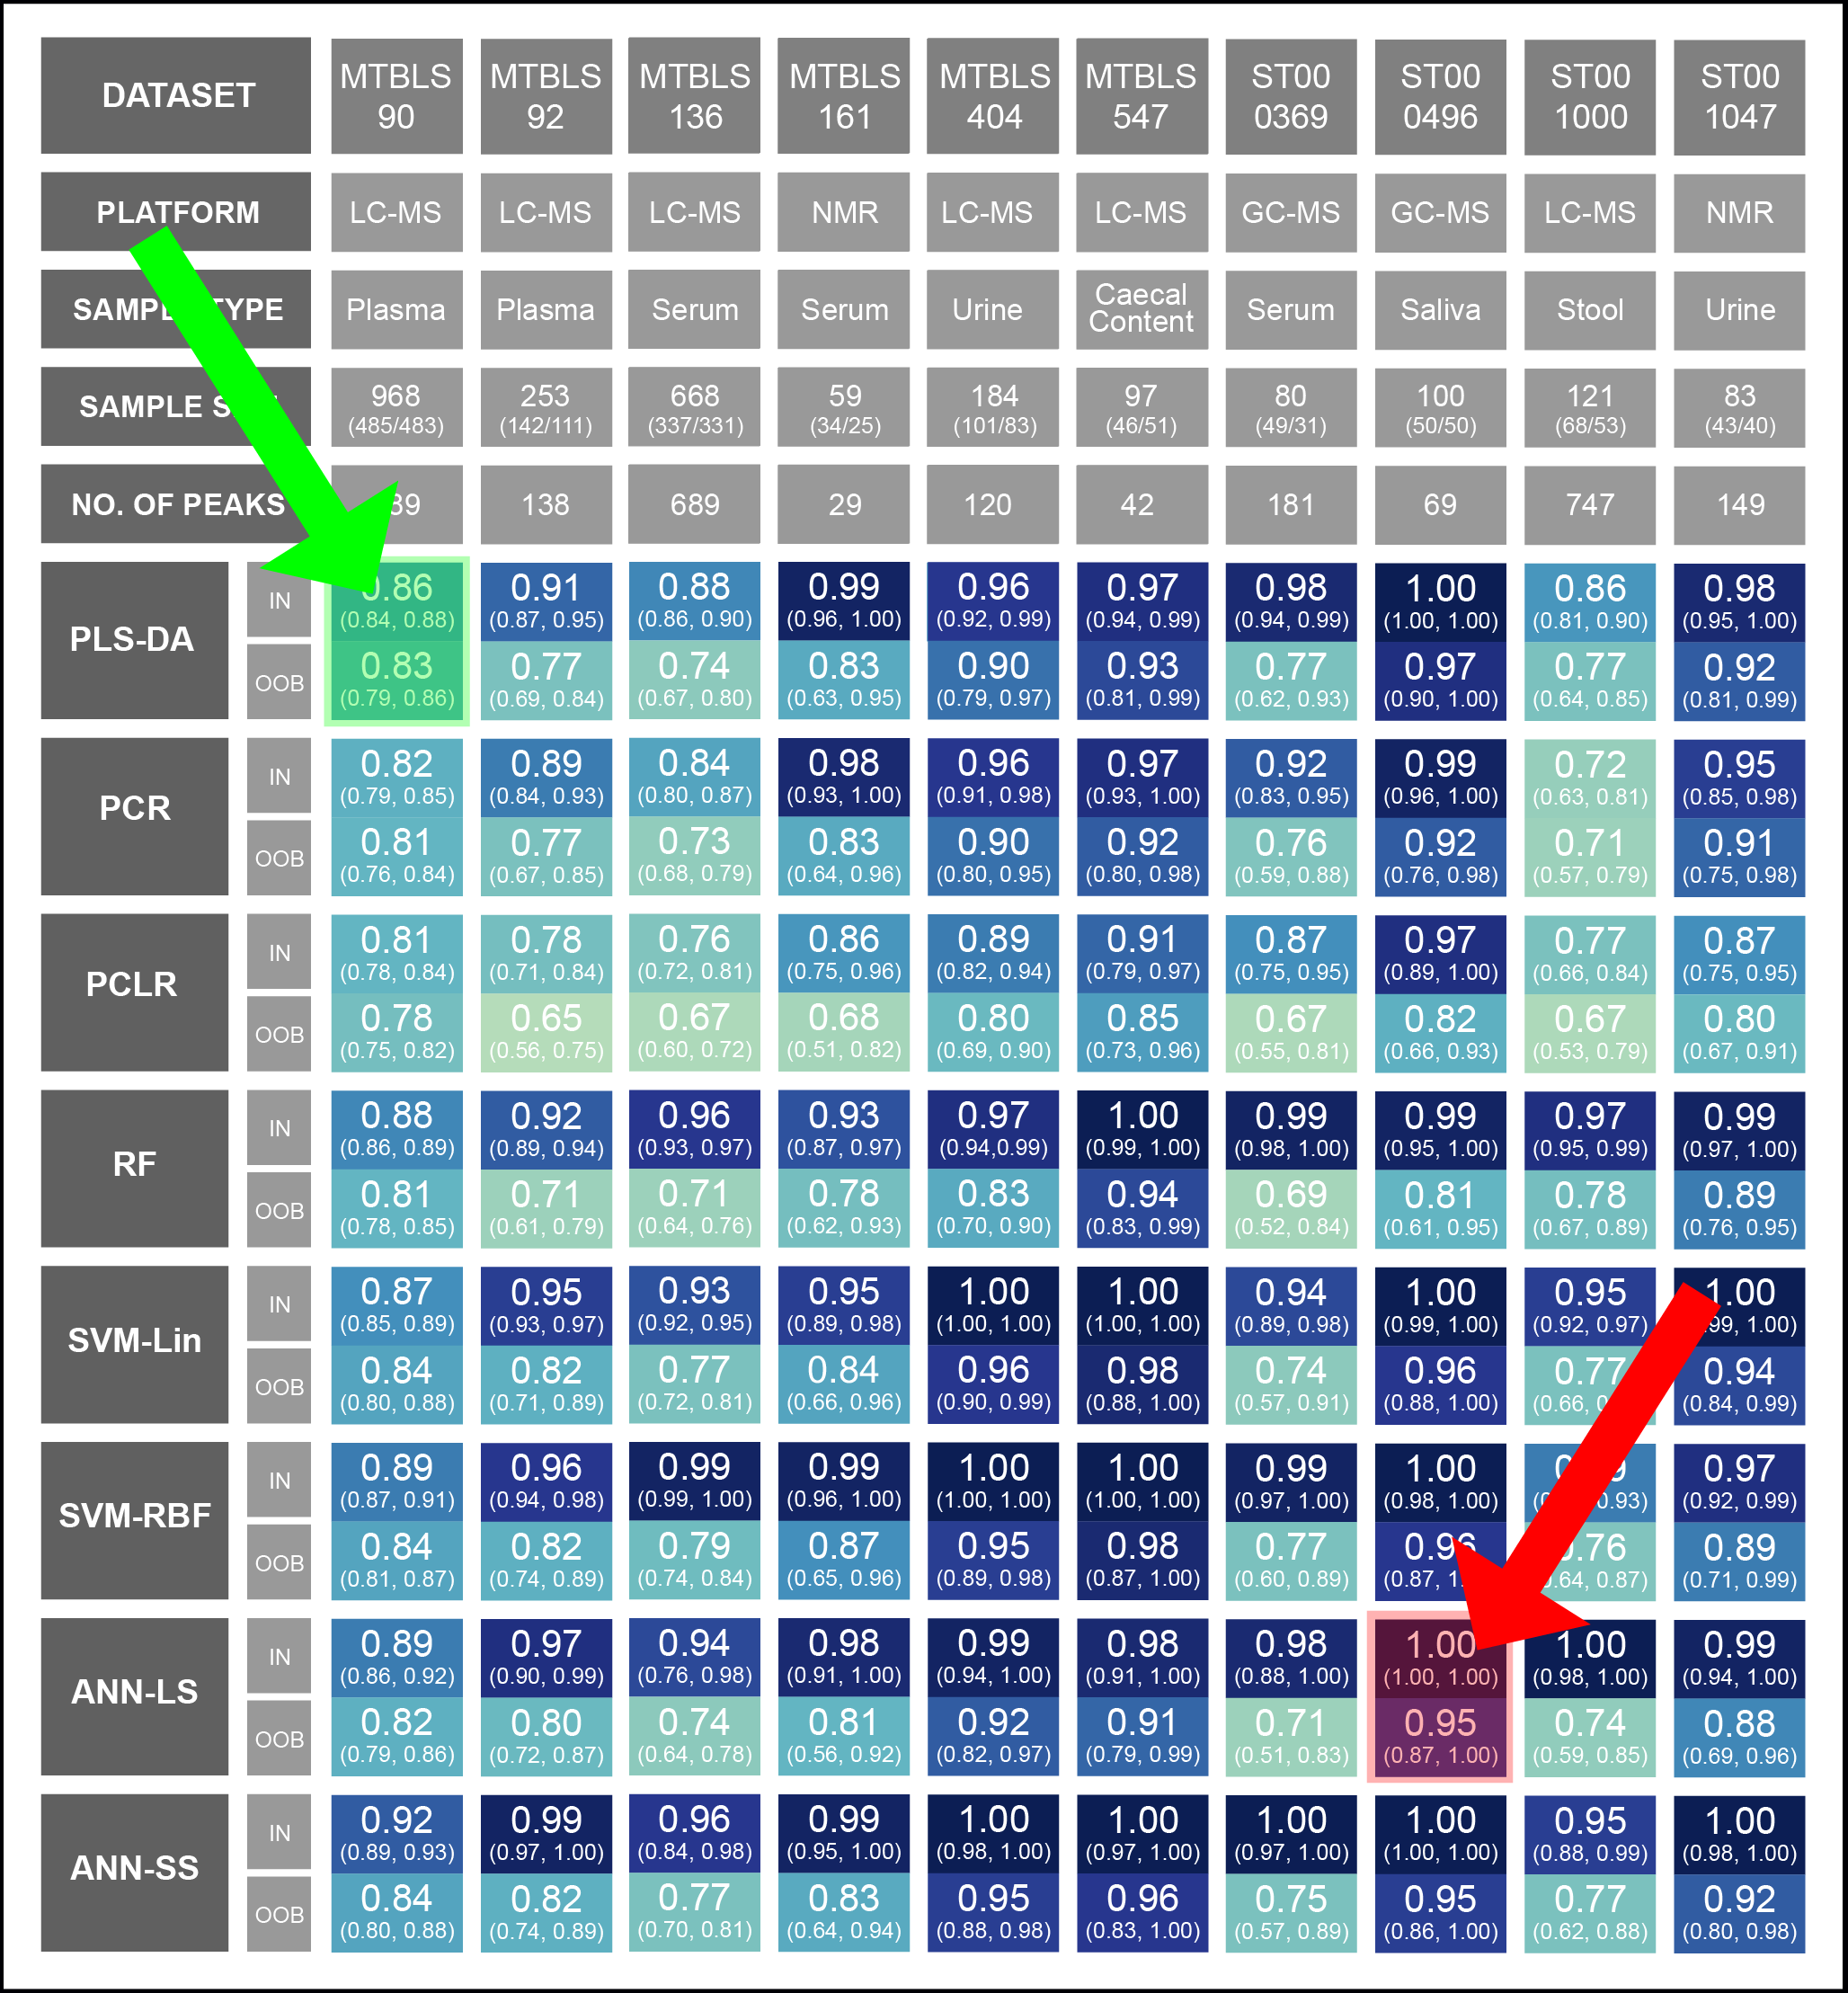 DATASET MTBLS 90 MTBLS 92 MTBLS 136 MTBLS 161 MTBLS 404 MTBLS 547 ST00 0369 ST00 0496 ST00 1000 ST00 1047
PLATFORM LC-MS LC-MS LC-MS NMR LC-MS LC-MS GC-MS GC-MS LC-MS NMR
SAMPLE TYPE Plasma Plasma Serum Serum Urine Caecal Content Serum Saliva Stool Urine
SAMPLE 968 253 668 59 184 97 80 100 121 83
(485/483) (142/111) (337/331) (34/25) (101/83) (46/51) (49/31) (50/50) (68/53) (43/40)
NO. OF PEAKS 138 689 29 120 42 181 69 747 149
PLS-DA
IN 0.86 0.91 0.88 0.99 0.96 0.97 0.98 1.00 0.86 0.98
(0.84, 0.88) (0.87, 0.95) (0.86, 0.90) (0.96, 1.00) (0.92, 0.99) (0.94, 0.99) (0.94, 0.99) (1.00, 1.00) (0.81, 0.90) (0.95, 1.00)
OOB 0.83 0.77 0.74 0.83 0.90 0.93 0.77 0.97 0.77 0.92
(0.79, 0.86) (0.69, 0.84) (0.67, 0.80) (0.63, 0.95) (0.79, 0.97) (0.81, 0.99) (0.62, 0.93) (0.90, 1.00) (0.64, 0.85) (0.81, 0.99)
PCR
IN 0.82 0.89 0.84 0.98 0.96 0.97 0.92 0.99 0.72 0.95
(0.79, 0.85) (0.84, 0.93) (0.80, 0.87) (0.93, 1.00) (0.91, 0.98) (0.93, 1.00) (0.83, 0.95) (0.96, 1.00) (0.63, 0.81) (0.85, 0.98)
OOB 0.81 0.77 0.73 0.83 0.90 0.92 0.76 0.92 0.71 0.91
(0.76, 0.84) (0.67, 0.85) (0.68, 0.79) (0.64, 0.96) (0.80, 0.95) (0.80, 0.98) (0.59, 0.88) (0.76, 0.98) (0.57, 0.79) (0.75, 0.98)
PCLR
IN 0.81 0.78 0.76 0.86 0.89 0.91 0.87 0.97 0.77 0.87
(0.78, 0.84) (0.71, 0.84) (0.72, 0.81) (0.75, 0.96) (0.82, 0.94) (0.79, 0.97) (0.75, 0.95) (0.89, 1.00) (0.66, 0.84) (0.75, 0.95)
OOB 0.78 0.65 0.67 0.68 0.80 0.85 0.67 0.82 0.67 0.80
(0.75, 0.82) (0.56, 0.75) (0.60, 0.72) (0.51, 0.82) (0.69, 0.90) (0.73, 0.96) (0.55, 0.81) (0.66, 0.93) (0.53, 0.79) (0.67, 0.91)
RF
IN 0.88 0.92 0.96 0.93 0.97 1.00 0.99 0.99 0.97 0.99
(0.86, 0.89) (0.89, 0.94) (0.93, 0.97) (0.87, 0.97) (0.94,0.99) (0.99, 1.00) (0.98, 1.00) (0.95, 1.00) (0.95, 0.99) (0.97, 1.00)
OOB 0.81 0.71 0.71 0.78 0.83 0.94 0.69 0.81 0.78 0.89
(0.78, 0.85) (0.61, 0.79) (0.64, 0.76) (0.62, 0.93) (0.70, 0.90) (0.83, 0.99) (0.52, 0.84) (0.61, 0.95) (0.67, 0.89) (0.76, 0.95)
SVM-Lin
IN 0.87 0.95 0.93 0.95 1.00 1.00 0.94 1.00 0.95 1.00
(0.85, 0.89) (0.93, 0.97) (0.92, 0.95) (0.89, 0.98) (1.00, 1.00) (1.00, 1.00) (0.89, 0.98) (0.99, 1.00) (0.92, 0.97) 1.00)
OOB 0.84 0.82 0.77 0.84 0.96 0.98 0.74 0.96 0.77 0.94
(0.80, 0.88) (0.71, 0.89) (0.72, 0.81) (0.66, 0.96) (0.90, 0.99) (0.88, 1.00) (0.57, 0.91) (0.88, 1.00) (0.66, (0.84, 0.99)
SVM-RBF
IN 0.89 0.96 0.99 0.99 1.00 1.00 0.99 1.00 0.97
(0.87, 0.91) (0.94, 0.98) (0.99, 1.00) (0.96, 1.00) (1.00, 1.00) (1.00, 1.00) (0.97, 1.00) (0.98, 1.00) 0.93) (0.92, 0.99)
OOB 0.84 0.82 0.79 0.87 0.95 0.98 0.77 0.96 0.76 0.89
(0.81, 0.87) (0.74, 0.89) (0.74, 0.84) (0.65, 0.96) (0.89, 0.98) (0.87, 1.00) (0.60, 0.89) (0.87, 0.64, 0.87) (0.71, 0.99)
ANN-LS
IN 0.89 0.97 0.94 0.98 0.99 0.98 0.98 1.00 1.00 0.99
(0.86, 0.92) (0.90, 0.99) (0.76, 0.98) (0.91, 1.00) (0.94, 1.00) (0.91, 1.00) (0.88, 1.00) (1.00, 1.00) (0.98, 1.00) (0.94, 1.00)
OOB 0.82 0.80 0.74 0.81 0.92 0.91 0.71 0.95 0.74 0.88
(0.79, 0.86) (0.72, 0.87) (0.64, 0.78) (0.56, 0.92) (0.82, 0.97) (0.79, 0.99) (0.51, 0.83) (0.87, 1.00) (0.59, 0.85) (0.69, 0.96)
ANN-SS
IN 0.92 0.99 0.96 0.99 1.00 1.00 1.00 1.00 0.95 1.00
(0.89, 0.93) (0.97, 1.00) (0.84, 0.98) (0.95, 1.00) (0.98, 1.00) (0.97, 1.00) (0.97, 1.00) (1.00, 1.00) (0.88, 0.99) (0.98, 1.00)
OOB 0.84 0.82 0.77 0.83 0.95 0.96 0.75 0.95 0.77 0.92
(0.80, 0.88) (0.74, 0.89) (0.70, 0.81) (0.64, 0.94) (0.88, 0.98) (0.83, 1.00) (0.57, 0.89) (0.86, 1.00) (0.62, 0.88) (0.80, 0.98)